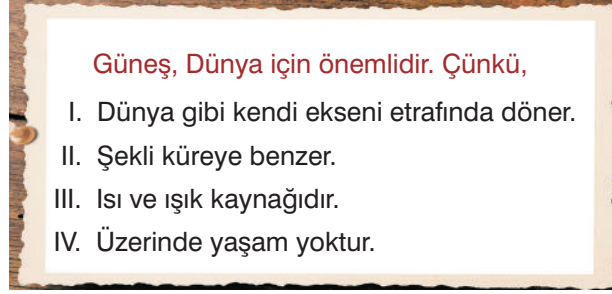 Güneş, Dünya için önemlidir. Çünkü,
I. Dünya gibi kendi ekseni etrafında döner.
II. Şekli küreye benzer.
III. Isı ve ışık kaynağıdır.
IV. Üzerinde yaşam yoktur.